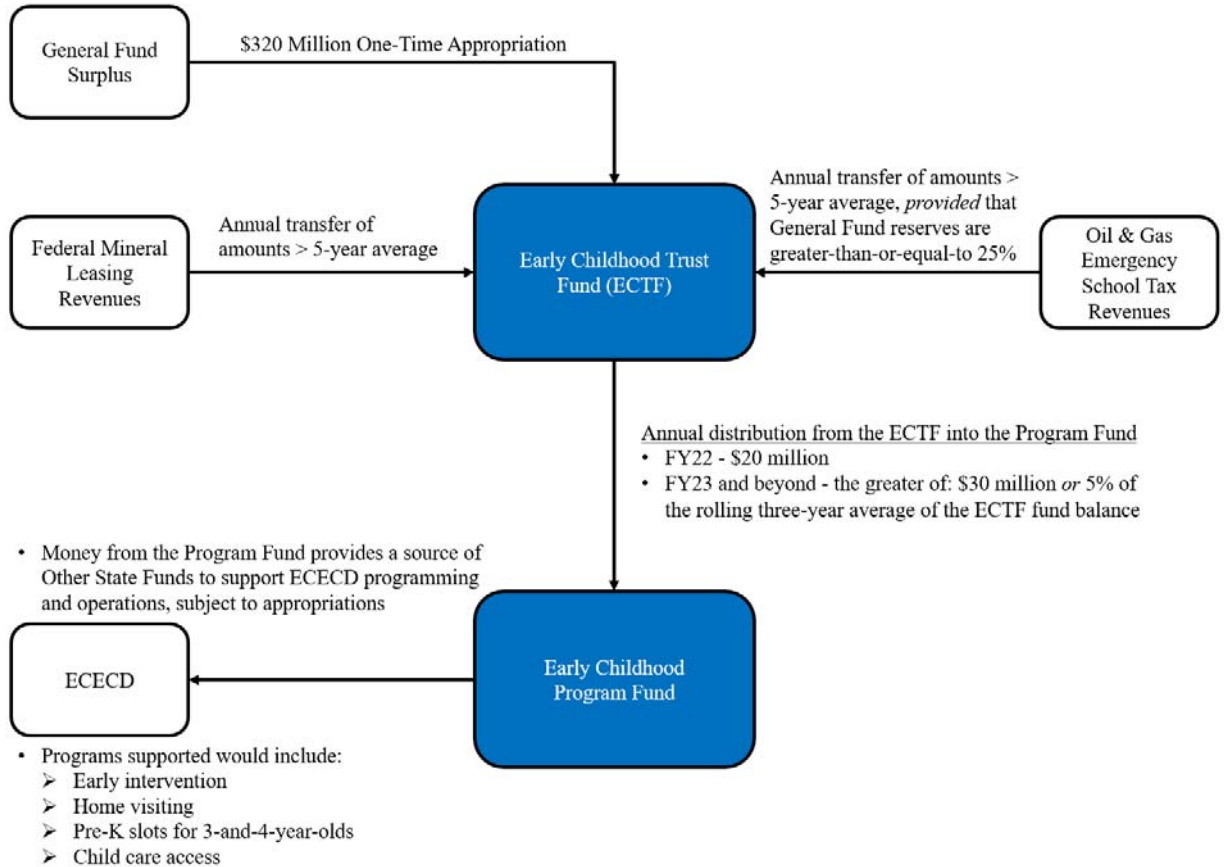 General Fund
Surplus
$320 Million One-Time Appropriation
Federal Mineral
Leasing
Revenues
Annual transfer of
amounts > 5-year average
Early Childhood Trust
Fund (ECTF)
Annual transfer of amounts >
5-year average, provided that
General Fund reserves are
greater-than-or-equal-to 25%
Oil & Gas
Emergency
School Tax
Revenues
Annual distribution from the ECTF into the Program Fund
• FY22 - $20 million
• FY23 and beyond - the greater of: $30 million or 5% of
the rolling three-year average of the ECTF fund balance
• Money from the Program Fund provides a source of
Other State Funds to support ECECD programming
and operations, subject to appropriations
ECECD
Early Childhood
Program Fund
• Programs supported would include:
➢ Early intervention
➢ Home visiting
➢ Pre-K slots for 3-and-4-year-olds
➢ Child care access